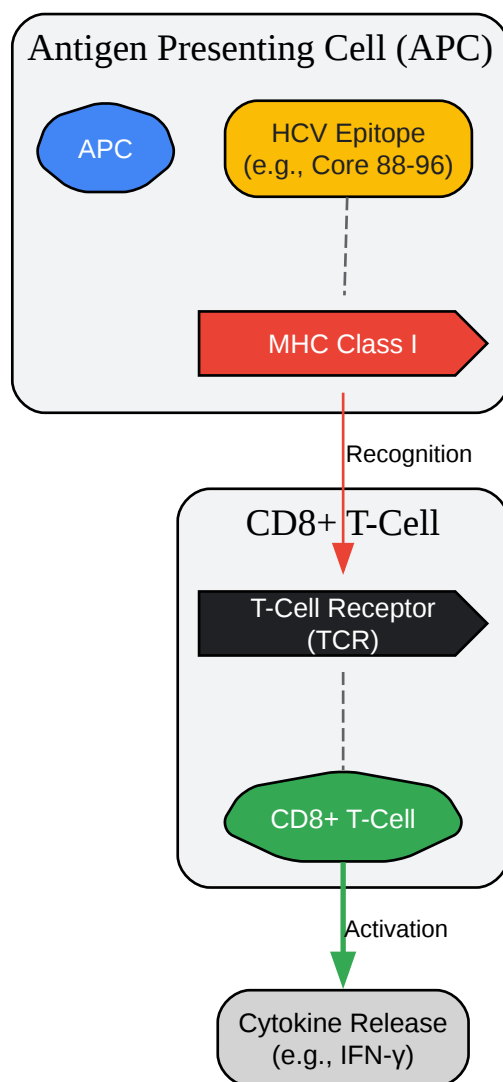 Antigen Presenting Cell (APC)
APC
HCV Epitope
(e.g., Core 88-96)
MHC Class I
Recognition
CD8+ T-Cell
T-Cell Receptor
(TCR)
CD8+ T-Cell
Activation
Cytokine Release
(e.g., IFN-γ)